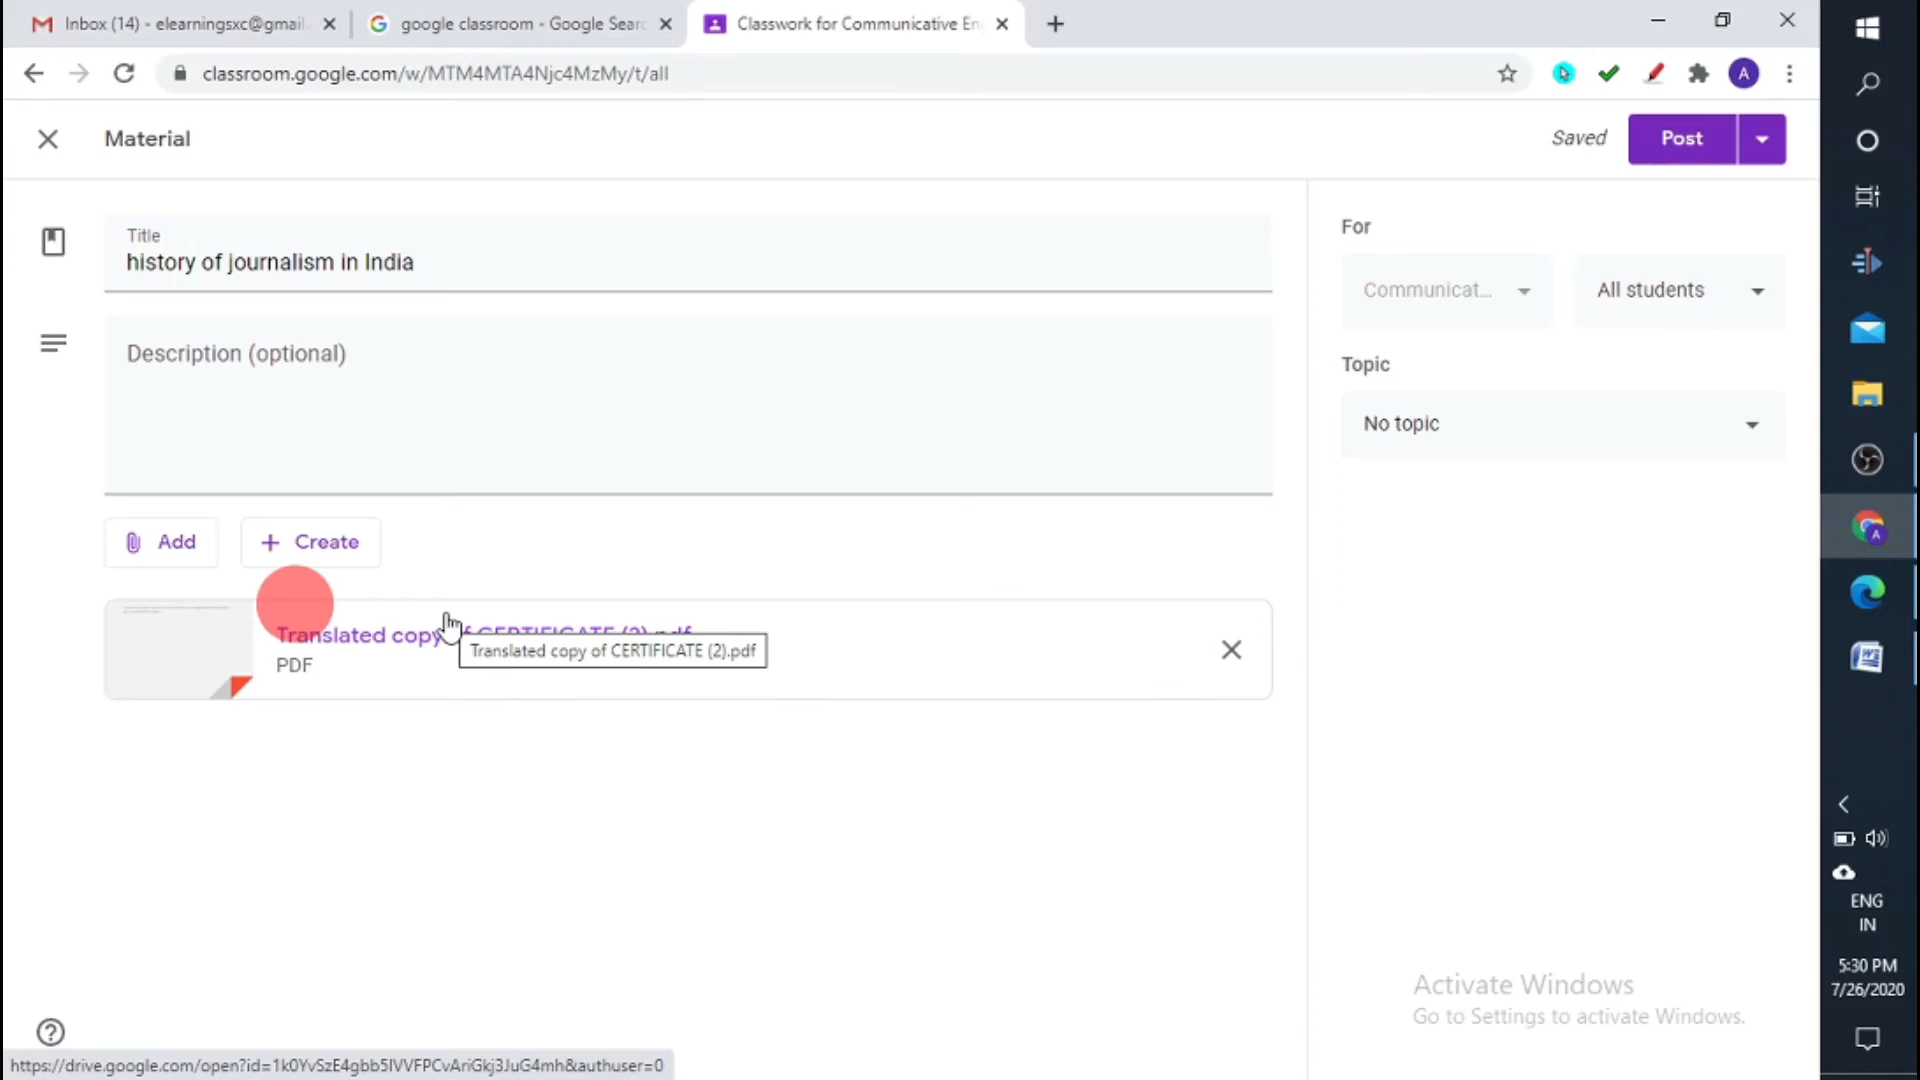 Inbox (14) - elearningsxc@gmail.
google classroom - Google Sear
Classwork for Communicative En
classroom.google.com/w/MTM4MTA4Njc4MzMy/t/all
A
Material
Saved
Post
Title
history of journalism in India
For
Communicat...
All students
Description (optional)
Topic
No topic
Add
Create
Translated copy of CERTIFICATE (2).pdf
Translated copy of CERTIFICATE (2).pdf
PDF
ENG
IN
5:30 PM
7/26/2020
Activate Windows
Go to Settings to activate Windows.
https://drive.google.com/open?id=1k0YvSzE4gbb5IVVFPCvAriGkj3JuG4mh&authuser=0